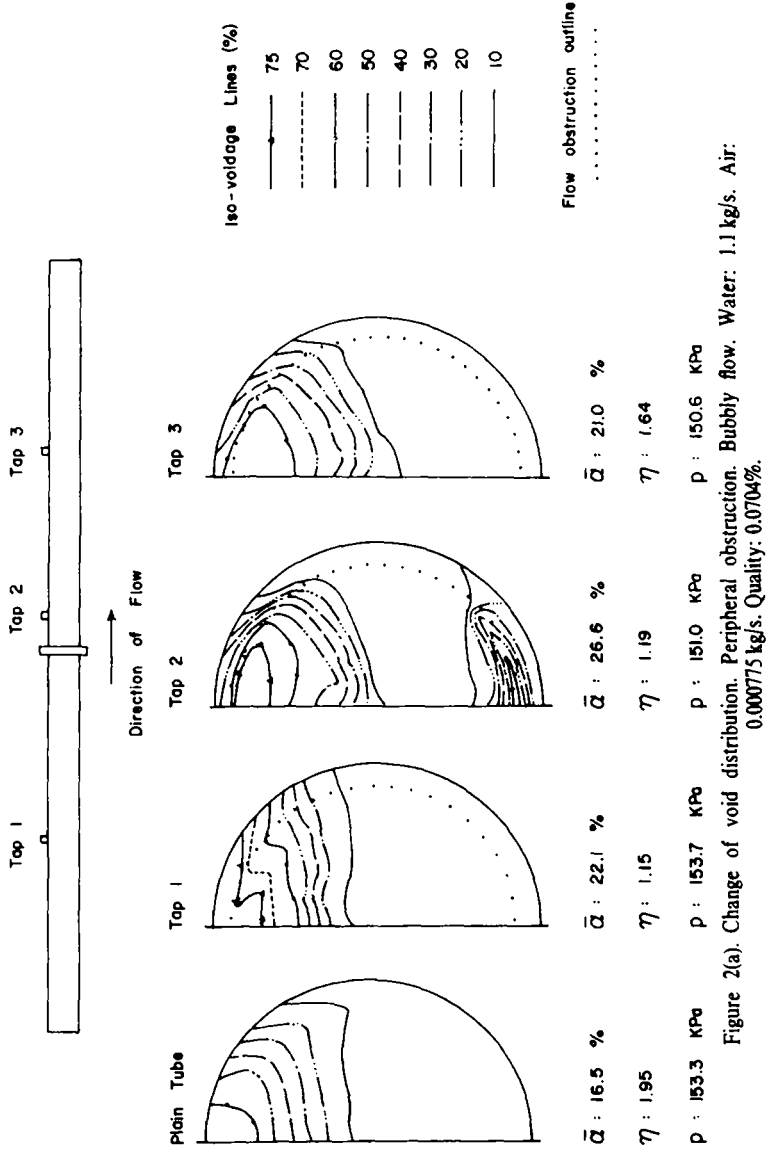 Tap 1
Tap 2
Tap 3
Direction of Flow
Plain Tube
Tap 1
Tap 2
Tap 3
Iso-voidage Lines (%)
75
70
60
50
40
30
20
10
Flow obstruction outline
ᾱ : 16.5 %
η : 1.95
p : 153.3 KPa
ᾱ : 22.1 %
η : 1.15
p : 153.7 KPa
ᾱ : 26.6 %
η : 1.19
p : 151.0 KPa
ᾱ : 21.0 %
η : 1.64
p : 150.6 KPa
Figure 2(a). Change of void distribution. Peripheral obstruction. Bubbly flow. Water: 1.1 kg/s. Air:
0.000775 kg/s. Quality: 0.0704%.